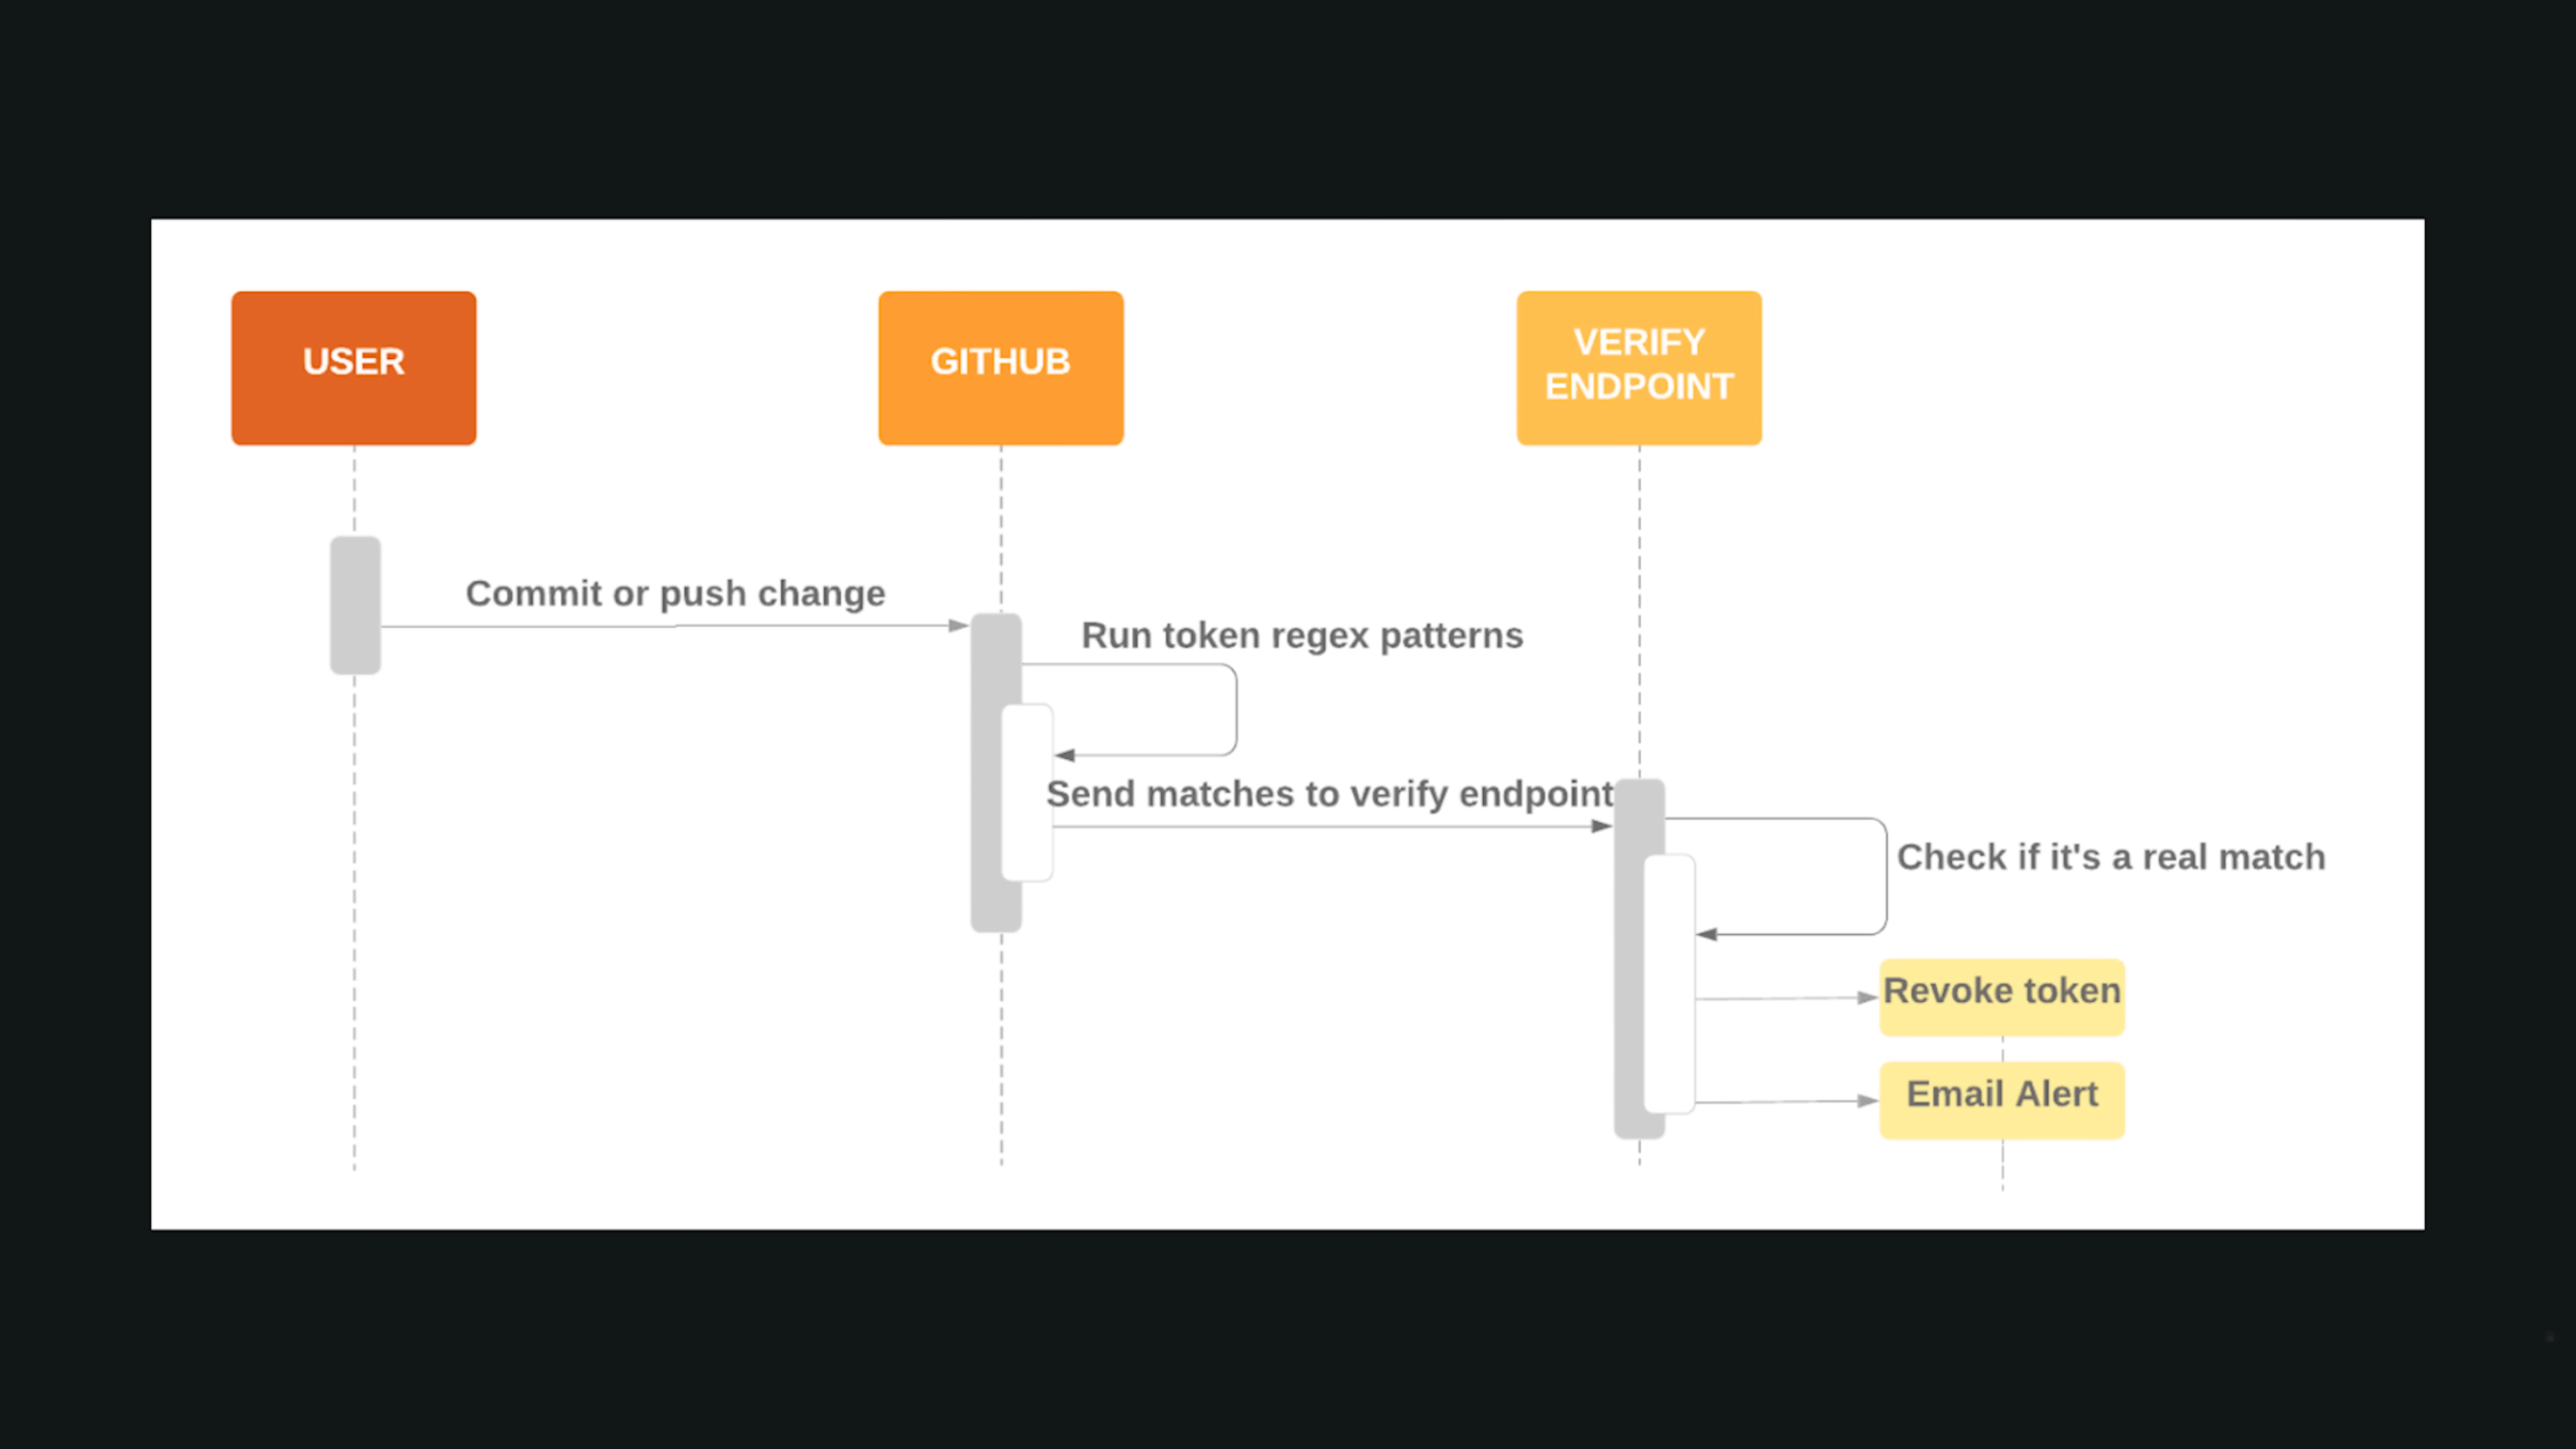 USER
GITHUB
VERIFY
ENDPOINT
Commit or push change
Run token regex patterns
Send matches to verify endpoint
Check if it's a real match
Revoke token
Email Alert